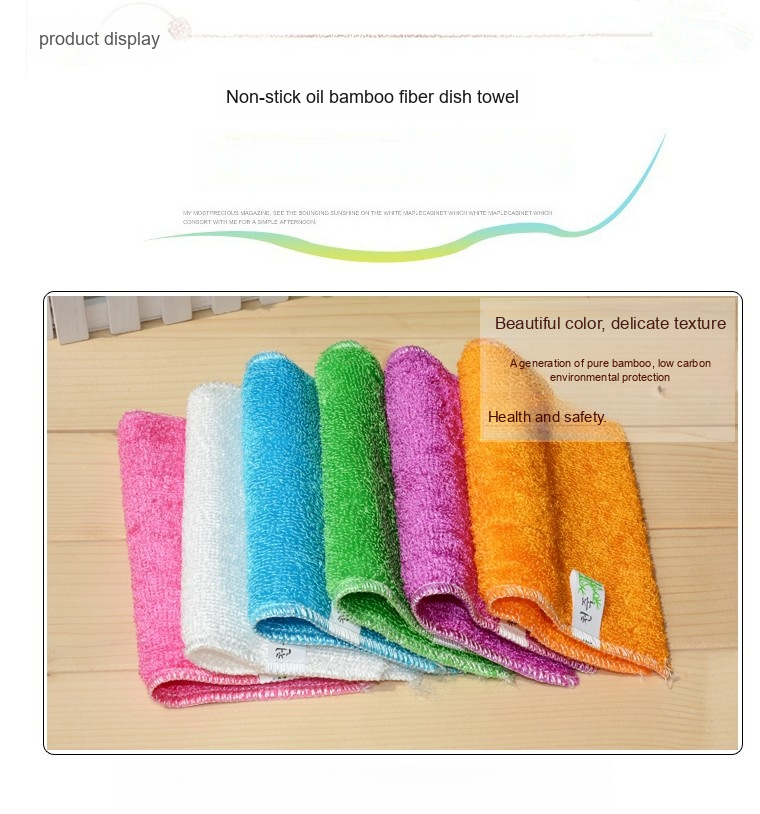 product display
Non-stick oil bamboo fiber dish towel
MY MOSTPRECIOUS MAGAZINE, SEE THE BOUNCING SUNSHINE ON THE WHITE MAPLECABINET WHICH WHITE MAPLECABINET WHICH
CONSORT WITH ME FOR A SIMPLE AFTERNOON.
Beautiful color, delicate texture
A generation of pure bamboo, low carbon
environmental protection
Health and safety.